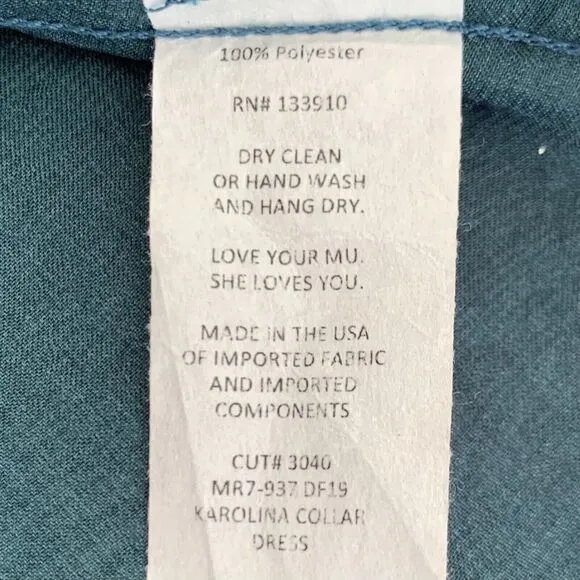 100% Polyester
RN# 133910
DRY CLEAN
OR HAND WASH
AND HANG DRY.
LOVE YOUR MU.
SHE LOVES YOU.
MADE IN THE USA
OF IMPORTED FABRIC
AND IMPORTED
COMPONENTS
CUT# 3040
MR7-937 DF19
KAROLINA COLLAR
DRESS